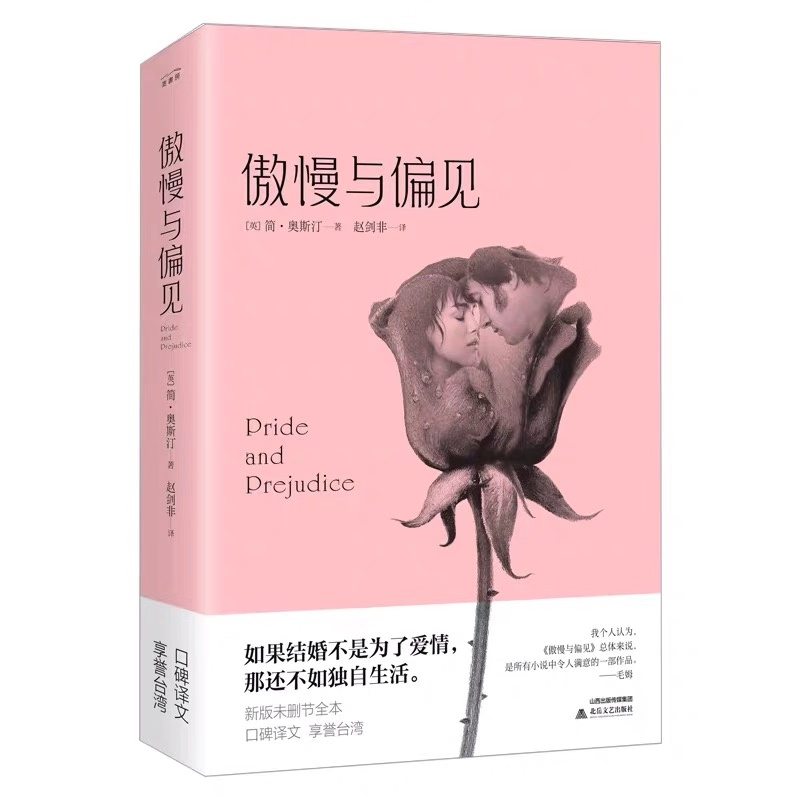 悦读阁
傲慢与偏见
Pride
and
Prejudice
[英]简·奥斯汀—著
赵剑非—译
口碑译文
享誉台湾
傲慢与偏见
[英]简·奥斯汀—著 赵剑非—译
Pride
and
Prejudice
如果结婚不是为了爱情，
那还不如独自生活。
新版未删节全本
口碑译文 享誉台湾
我个人认为，
《傲慢与偏见》总体来说，
是所有小说中令人满意的一部作品。
——毛姆
山西出版传媒集团
北岳文艺出版社